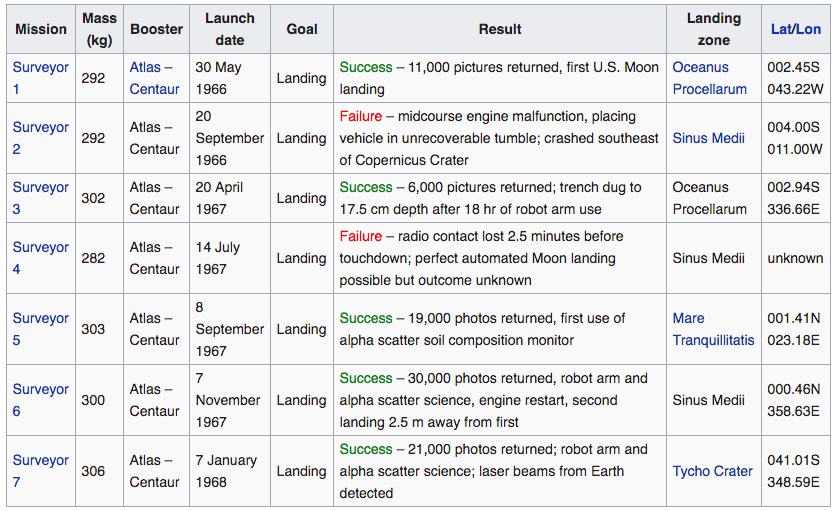 Mission Mass (kg) Booster Launch date Goal Result Landing zone Lat/Lon
Surveyor 1 292 Atlas – Centaur 30 May 1966 Landing Success – 11,000 pictures returned, first U.S. Moon landing Oceanus Procellarum 002.45S 043.22W
Surveyor 2 292 Atlas – Centaur 20 September 1966 Landing Failure – midcourse engine malfunction, placing vehicle in unrecoverable tumble; crashed southeast of Copernicus Crater Sinus Medii 004.00S 011.00W
Surveyor 3 302 Atlas – Centaur 20 April 1967 Landing Success – 6,000 pictures returned; trench dug to 17.5 cm depth after 18 hr of robot arm use Oceanus Procellarum 002.94S 336.66E
Surveyor 4 282 Atlas – Centaur 14 July 1967 Landing Failure – radio contact lost 2.5 minutes before touchdown; perfect automated Moon landing possible but outcome unknown Sinus Medii unknown
Surveyor 5 303 Atlas – Centaur 8 September 1967 Landing Success – 19,000 photos returned, first use of alpha scatter soil composition monitor Mare Tranquillitatis 001.41N 023.18E
Surveyor 6 300 Atlas – Centaur 7 November 1967 Landing Success – 30,000 photos returned, robot arm and alpha scatter science, engine restart, second landing 2.5 m away from first Sinus Medii 000.46N 358.63E
Surveyor 7 306 Atlas – Centaur 7 January 1968 Landing Success – 21,000 photos returned; robot arm and alpha scatter science; laser beams from Earth detected Tycho Crater 041.01S 348.59E